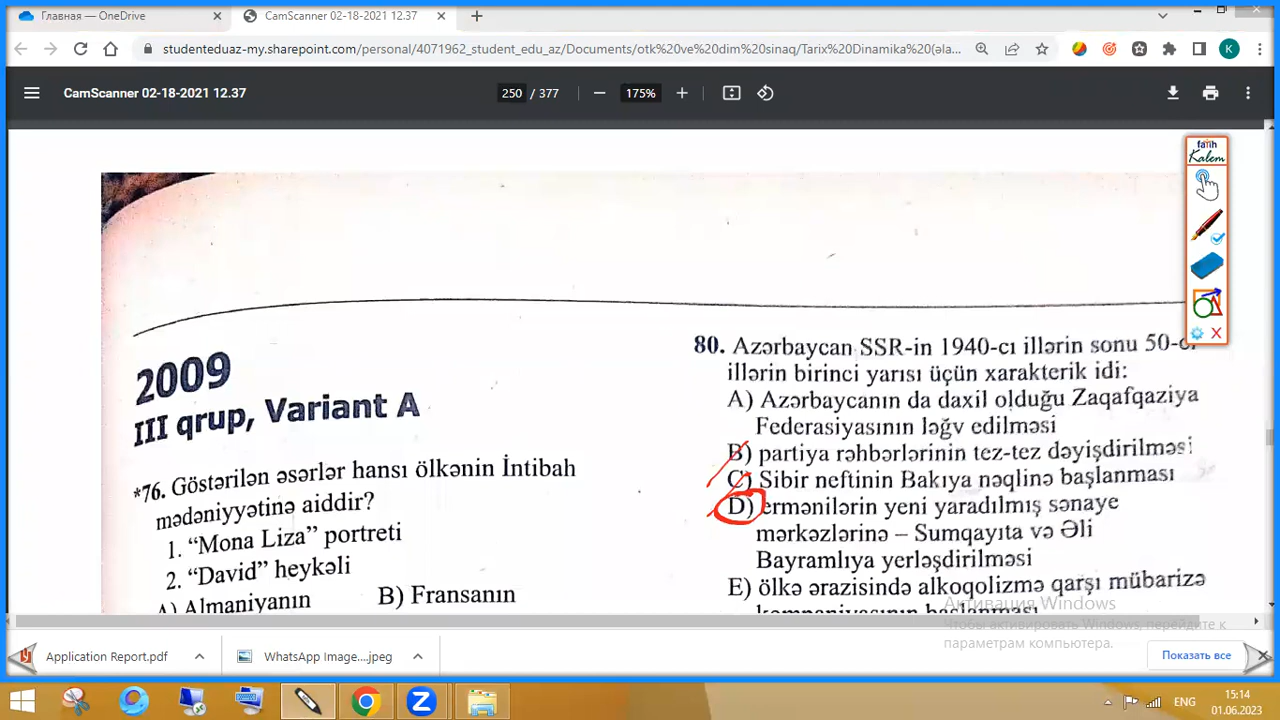 Главная — OneDrive
CamScanner 02-18-2021 12.37
studenteduaz-my.sharepoint.com/personal/4071962_student_edu_az/Documents/otk%20ve%20dim%20sinaq/Tarix%20Dinamika%20(əla...
K
CamScanner 02-18-2021 12.37
250 / 377
175%
fatih
Kalem
2009
III qrup, Variant A
*76. Göstərilən əsərlər hansı ölkənin İntibah
mədəniyyətinə aiddir?
1. “Mona Liza” portreti
2. “David” heykəli
A) Almaniyanın B) Fransanın
80. Azərbaycan SSR-in 1940-cı illərin sonu 50-ci
illərin birinci yarısı üçün xarakterik idi:
A) Azərbaycanın da daxil olduğu Zaqafqaziya
Federasiyasının ləğv edilməsi
B) partiya rəhbərlərinin tez-tez dəyişdirilməsi
C) Sibir neftinin Bakıya nəqlinə başlanması
D) ermənilərin yeni yaradılmış sənaye
mərkəzlərinə – Sumqayıta və Əli
Bayramlıya yerləşdirilməsi
E) ölkə ərazisində alkoqolizmə qarşı mübarizə
kompaniyasının başlanması
Активация Windows
Чтобы активировать Windows, перейдите к
параметрам компьютера.
Application Report.pdf
WhatsApp Image....jpeg
Показать все
ENG
15:14
01.06.2023